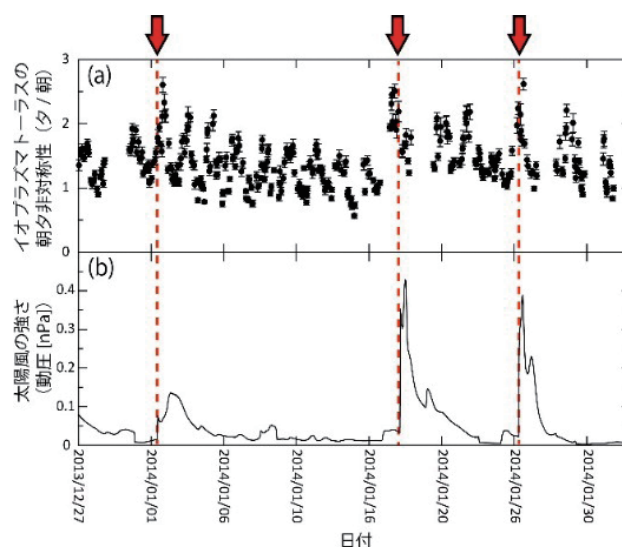 3
(a)
2
1
0
イオプラズマトーラスの
朝夕非対称性（夕 / 朝）
(b)
0.4
0.3
0.2
0.1
0
太陽風の強さ
（動圧 [nPa]）
2013/12/27
2014/01/01
2014/01/06
2014/01/10
2014/01/16
2014/01/20
2014/01/26
2014/01/30
日付